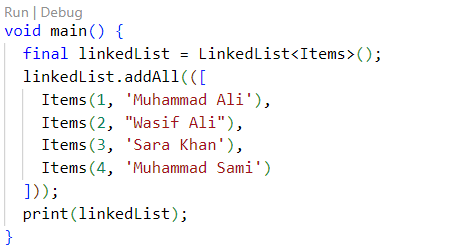 Run | Debug
void main() {
  final linkedList = LinkedList<Items>();
  linkedList.addAll(([
    Items(1, 'Muhammad Ali'),
    Items(2, "Wasif Ali"),
    Items(3, 'Sara Khan'),
    Items(4, 'Muhammad Sami')
  ]));
  print(linkedList);
}